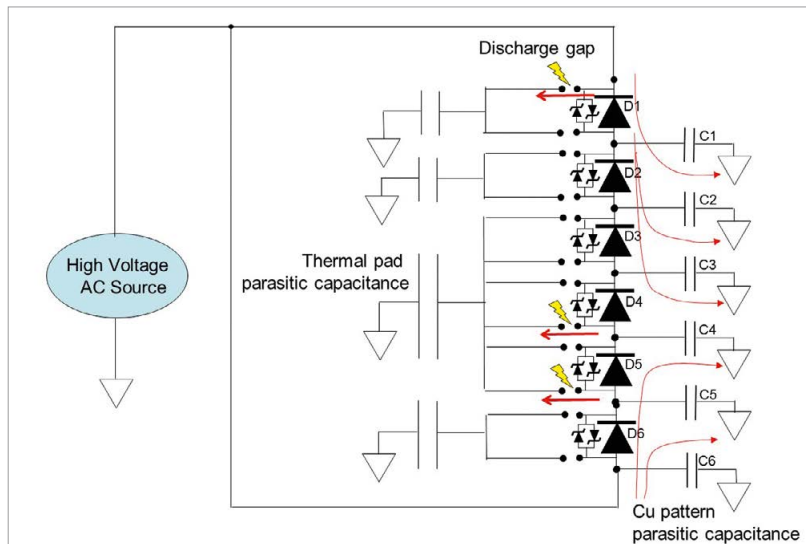 Discharge gap
D1
C1
D2
C2
D3
High Voltage
AC Source
Thermal pad
parasitic capacitance
C3
D4
C4
D5
C5
D6
C6
Cu pattern
parasitic capacitance